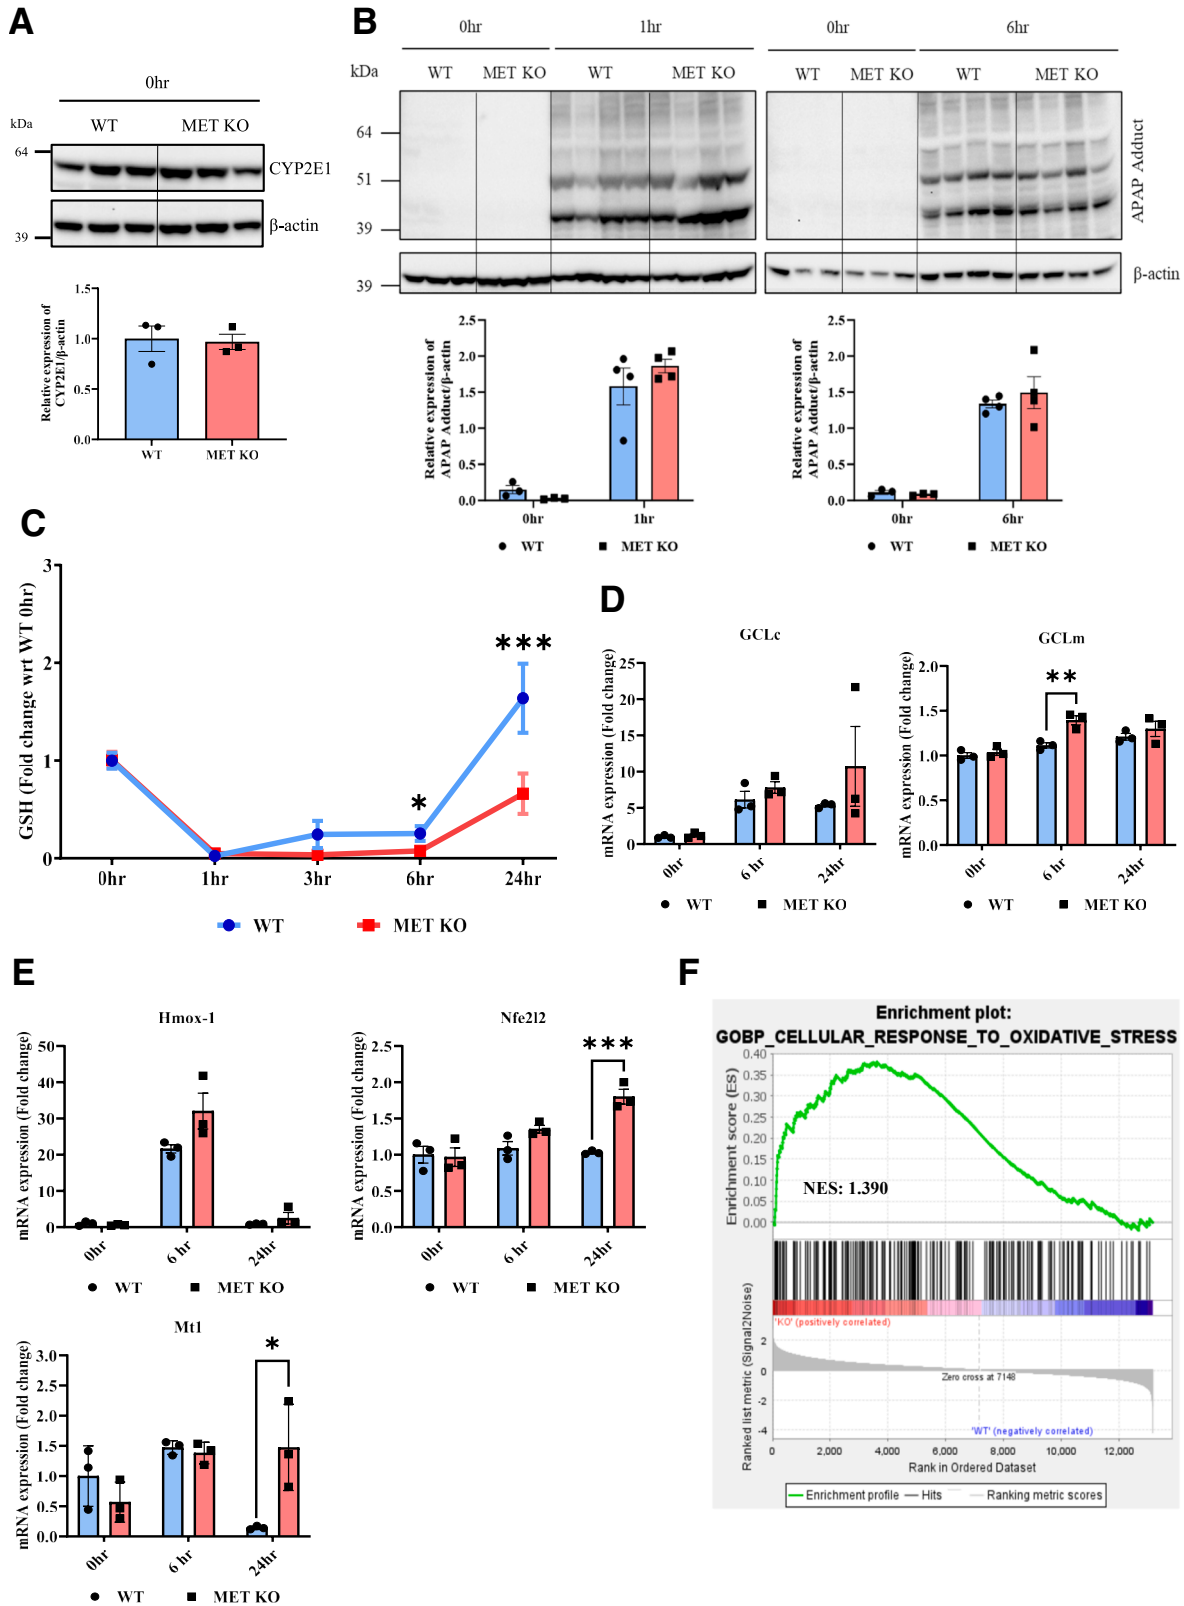 A
0hr
kDa
WT
MET KO
64
CYP2E1
β-actin
39
Relative expression of
CYP2E1/β-actin
1.5
1.0
0.5
0.0
WT
MET KO
B
0hr
1hr
0hr
6hr
kDa
WT
MET KO
WT
MET KO
WT
MET KO
WT
MET KO
64
51
39
APAP Adduct
39
β-actin
Relative expression of
APAP Adduct/β-actin
2.5
2.0
1.5
1.0
0.5
0.0
0hr
1hr
WT
MET KO
Relative expression of
APAP Adduct/β-actin
2.5
2.0
1.5
1.0
0.5
0.0
0hr
6hr
WT
MET KO
C
GSH (Fold change wrt WT 0hr)
3
2
1
0
*
***
0hr
1hr
3hr
6hr
24hr
WT
MET KO
D
GCLc
mRNA expression (Fold change)
25
20
15
10
5
0
0hr
6 hr
24hr
WT
MET KO
GCLm
mRNA expression (Fold change)
2.0
1.5
1.0
0.5
0.0
**
0hr
6 hr
24hr
WT
MET KO
E
Hmox-1
mRNA expression (Fold change)
50
40
30
20
10
0
0hr
6 hr
24hr
WT
MET KO
Nfe2l2
mRNA expression (Fold change)
2.5
2.0
1.5
1.0
0.5
0.0
***
0hr
6 hr
24hr
WT
MET KO
Mt1
mRNA expression (Fold change)
3.0
2.5
2.0
1.5
1.0
0.5
0.0
*
0hr
6 hr
24hr
WT
MET KO
F
Enrichment plot:
GOBP_CELLULAR_RESPONSE_TO_OXIDATIVE_STRESS
Enrichment score (ES)
0.40
0.35
0.30
0.25
0.20
0.15
0.10
0.05
0.00
NES: 1.390
'KO' (positively correlated)
Ranked list metric (Signal2Noise)
2
0
-2
-4
Zero cross at 7148
'WT' (negatively correlated)
0
2,000
4,000
6,000
8,000
10,000
12,000
Rank in Ordered Dataset
Enrichment profile
Hits
Ranking metric scores